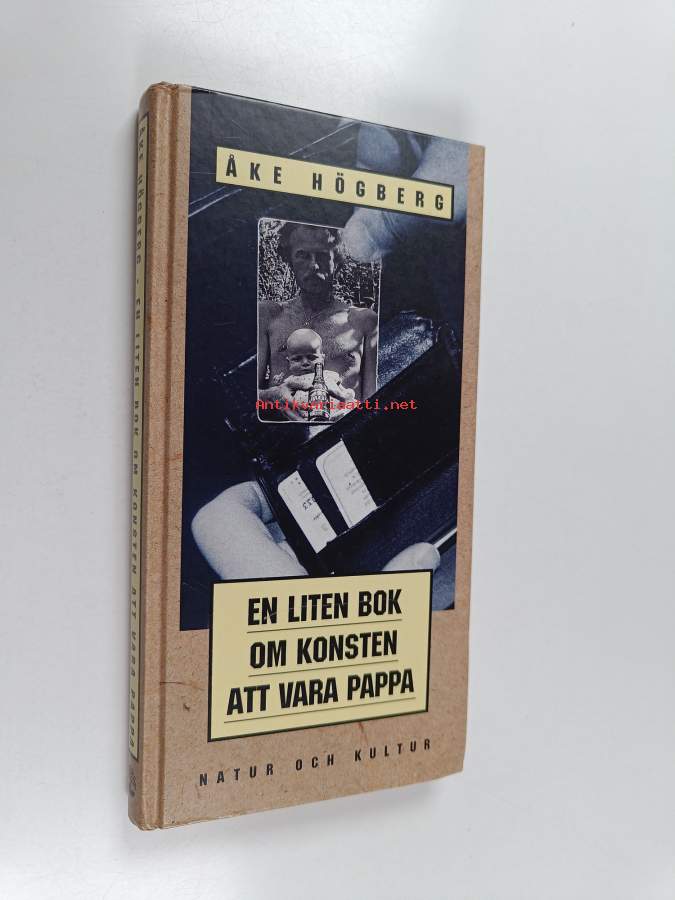 ÅKE HÖGBERG
Antikvariaatti.net
EN LITEN BOK
OM KONSTEN
ATT VARA PAPPA
NATUR OCH KULTUR
ÅKE HÖGBERG · EN LITEN BOK OM KONSTEN ATT VARA PAPPA